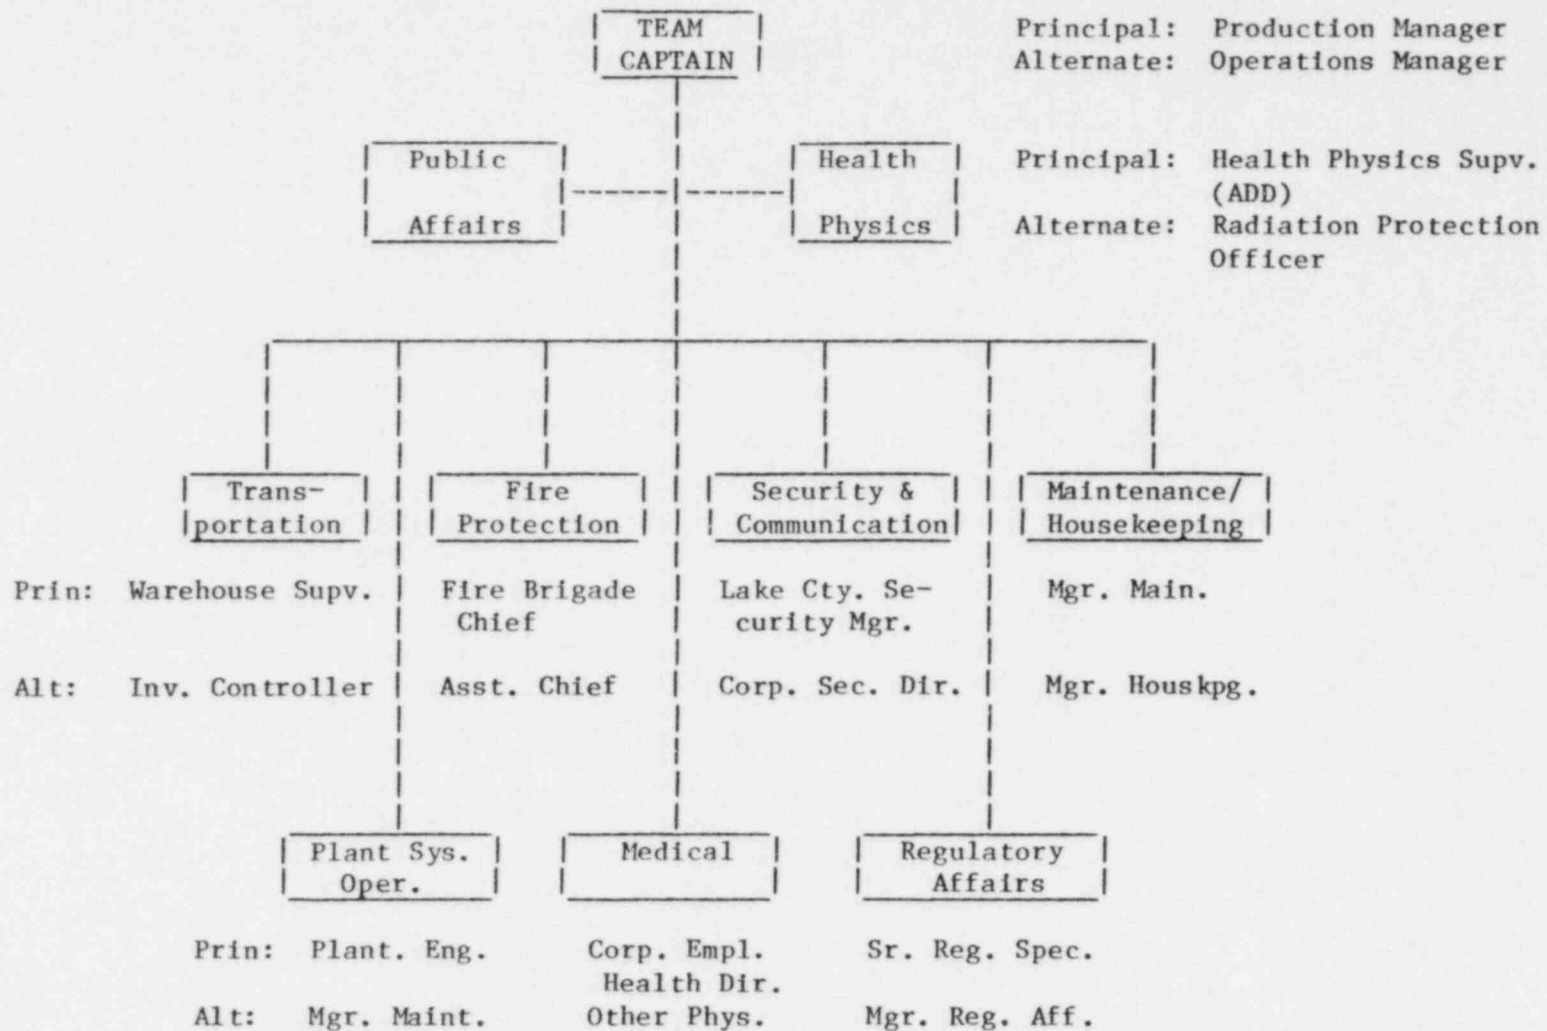 TEAM
CAPTAIN
Principal: Production Manager
Alternate: Operations Manager
Public
Affairs
Health
Physics
Principal: Health Physics Supv.
(ADD)
Alternate: Radiation Protection
Officer
Trans-
portation
Fire
Protection
Security &
Communication
Maintenance/
Housekeeping
Prin: Warehouse Supv. Fire Brigade Lake Cty. Se- Mgr. Main.
Chief curity Mgr.
Alt: Inv. Controller Asst. Chief Corp. Sec. Dir. Mgr. Houskpg.
Plant Sys.
Oper.
Medical
Regulatory
Affairs
Prin: Plant. Eng. Corp. Empl. Sr. Reg. Spec.
Health Dir.
Alt: Mgr. Maint. Other Phys. Mgr. Reg. Aff.